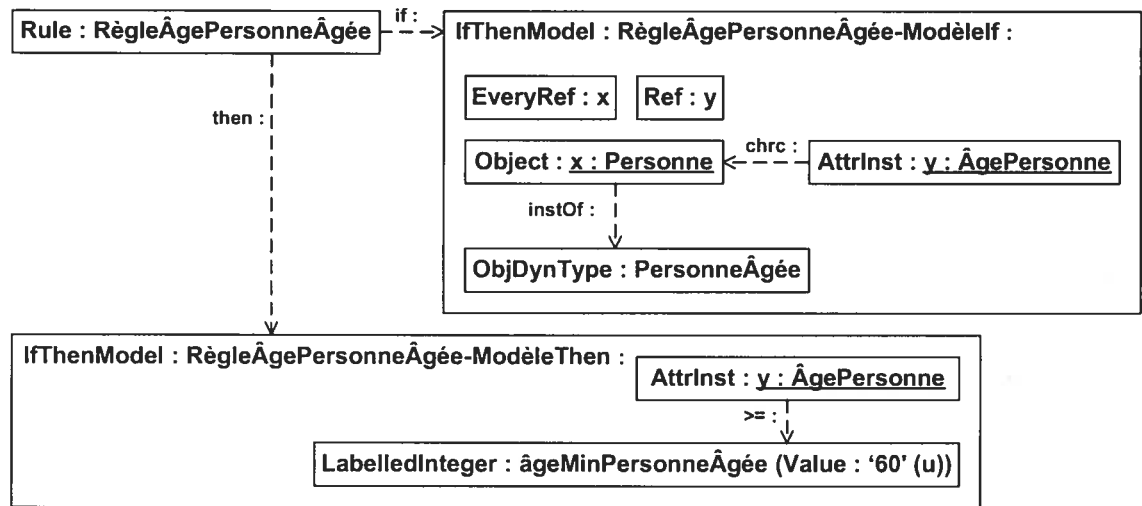 Rule : RègleÂgePersonneÂgée
if :
IfThenModel : RègleÂgePersonneÂgée-ModèleIf :
EveryRef : x
Ref : y
then :
Object : x : Personne
chrc :
AttrInst : y : ÂgePersonne
instOf :
ObjDynType : PersonneÂgée
IfThenModel : RègleÂgePersonneÂgée-ModèleThen :
AttrInst : y : ÂgePersonne
>= :
LabelledInteger : âgeMinPersonneÂgée (Value : ‘60’ (u))